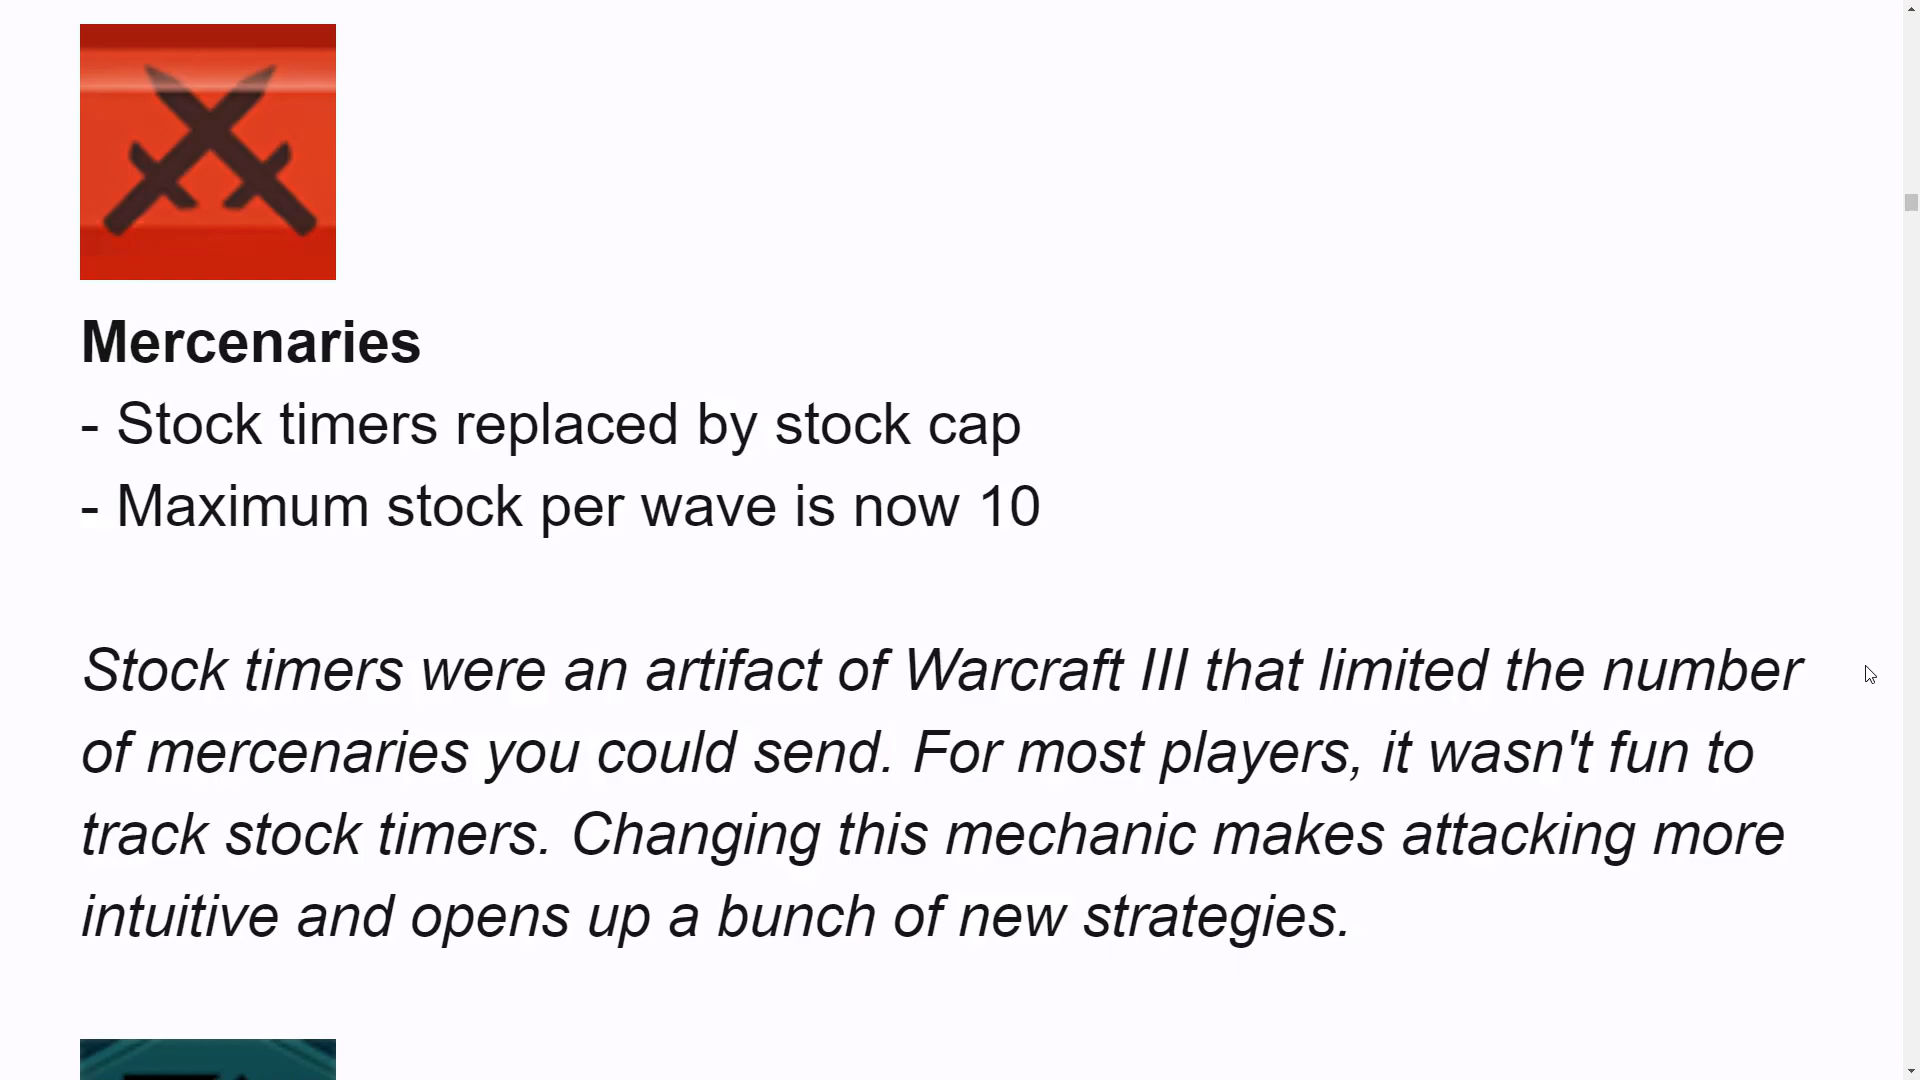 Mercenaries
- Stock timers replaced by stock cap
- Maximum stock per wave is now 10
Stock timers were an artifact of Warcraft III that limited the number
of mercenaries you could send. For most players, it wasn't fun to
track stock timers. Changing this mechanic makes attacking more
intuitive and opens up a bunch of new strategies.